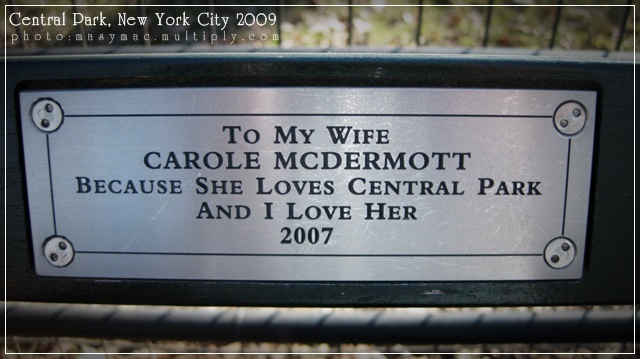 Central Park, New York City 2009
photo:masymac.multiply.com
TO MY WIFE
CAROLE MCDERMOTT
BECAUSE SHE LOVES CENTRAL PARK
AND I LOVE HER
2007